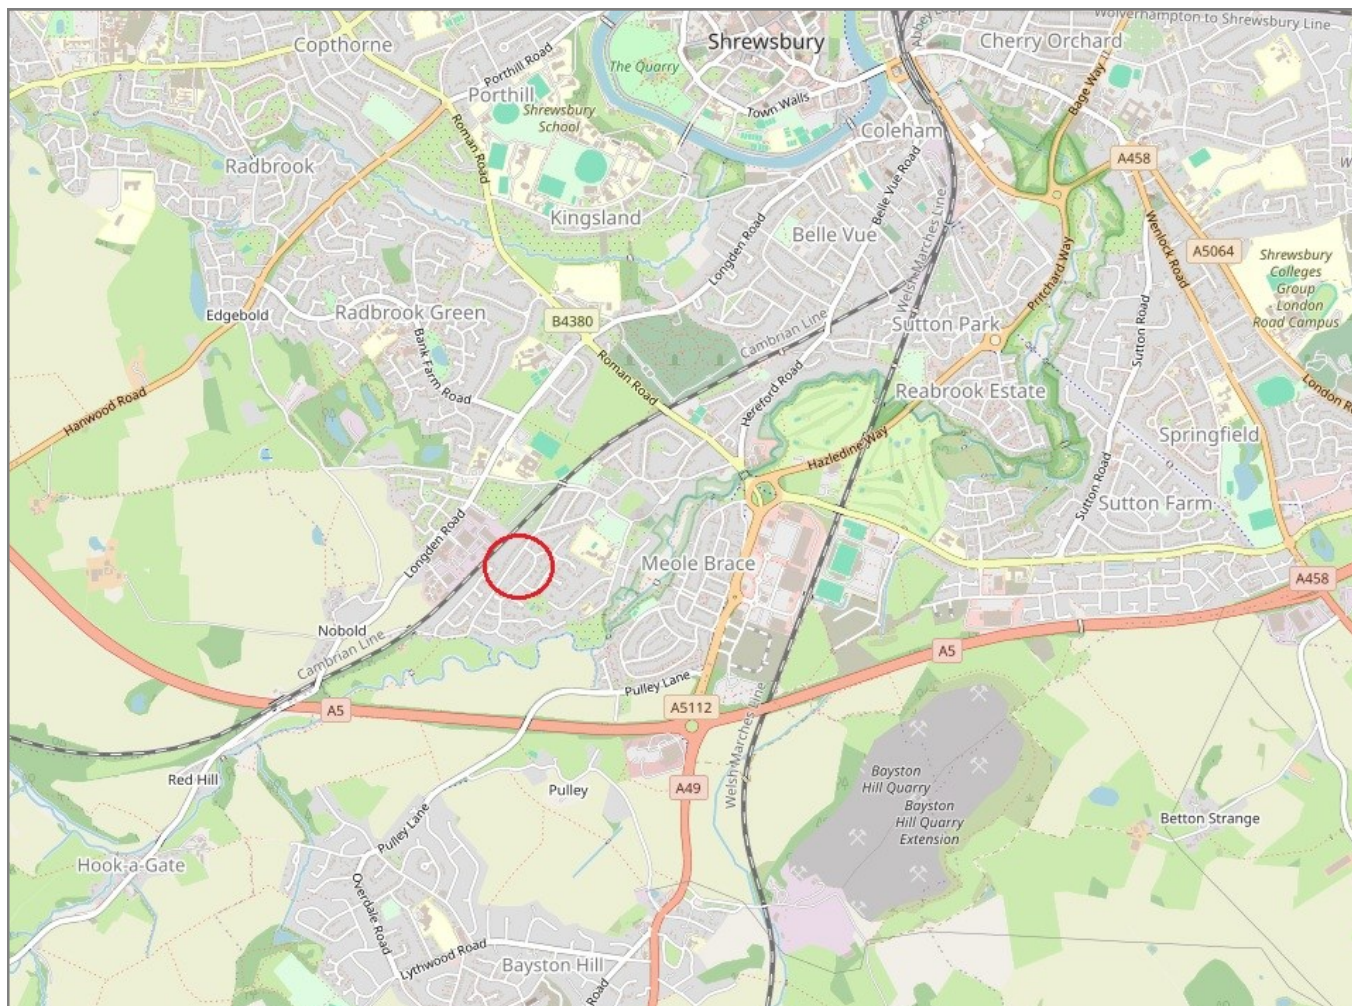 Copthorne
Porthill Road
Shrewsbury
Abbey
Cherry Orchard
Wolverhampton to Shrewsbury Line
The Quarry
Porthill
Shrewsbury
School
Town Walls
Bage Way
Coleham
Roman Road
Radbrook
A458
Belle Vue Road
Kingsland
Longden Road
Belle Vue
Welsh Marches Line
Wenlock Road
A5064
Pritchard Way
Shrewsbury
Colleges
Group
London
Road Campus
Edgebold
Radbrook Green
B4380
Cambrian Line
Sutton Park
Sutton Road
Bank Farm Road
Roman Road
Hereford Road
Reabrook Estate
London
Hanwood Road
Hazledine Way
Springfield
Sutton Road
Sutton Farm
Longden Road
Meole Brace
A458
Nobold
Cambrian Line
A5
Pulley Lane
A5
A5112
Welsh Marches Line
Red Hill
Pulley
A49
Bayston
Hill Quarry
Bayston
Hill Quarry
Extension
Betton Strange
Pulley Lane
Hook-a-Gate
Overdale Road
Lythwood Road
Bayston Hill
Road